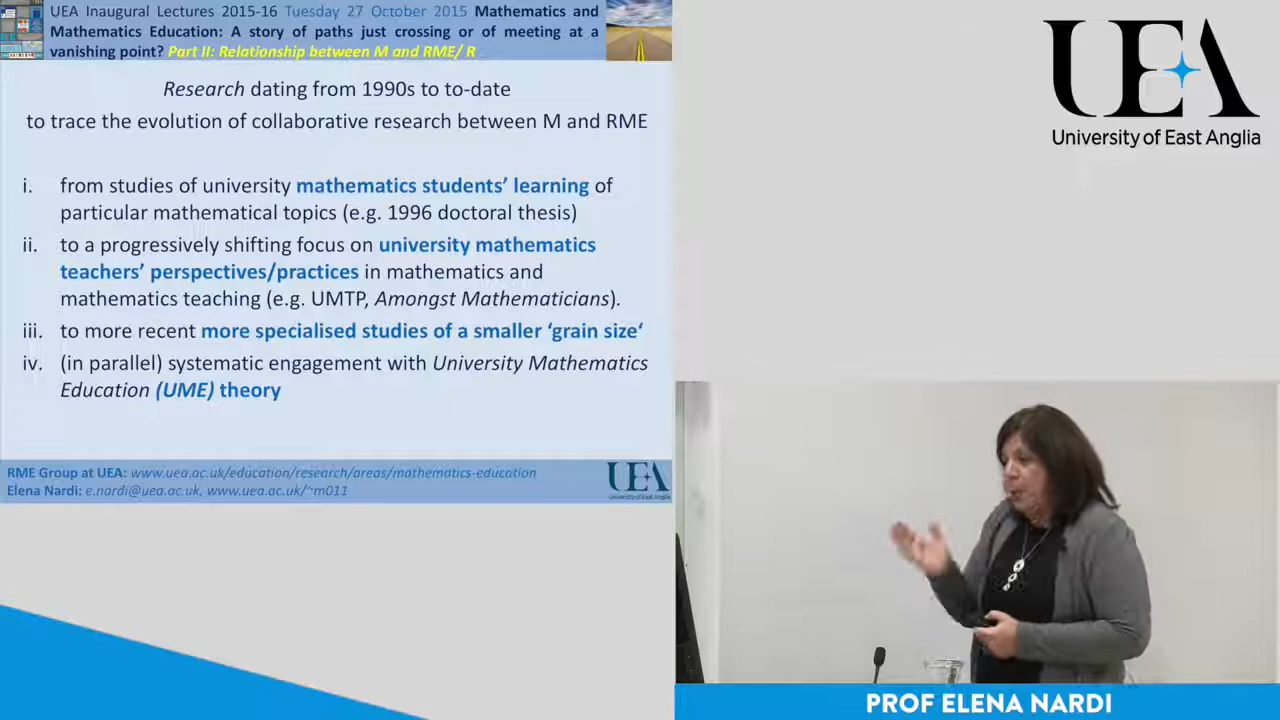 UEA Inaugural Lectures 2015-16 Tuesday 27 October 2015 Mathematics and
Mathematics Education: A story of paths just crossing or of meeting at a
vanishing point? Part II: Relationship between M and RME/ R
Research dating from 1990s to to-date
to trace the evolution of collaborative research between M and RME
i. from studies of university mathematics students’ learning of
particular mathematical topics (e.g. 1996 doctoral thesis)
ii. to a progressively shifting focus on university mathematics
teachers’ perspectives/practices in mathematics and
mathematics teaching (e.g. UMTP, Amongst Mathematicians).
iii. to more recent more specialised studies of a smaller ‘grain size‘
iv. (in parallel) systematic engagement with University Mathematics
Education (UME) theory
RME Group at UEA: www.uea.ac.uk/education/research/areas/mathematics-education
Elena Nardi: e.nardi@uea.ac.uk, www.uea.ac.uk/~m011
UEA
University of East Anglia
UEA
University of East Anglia
PROF ELENA NARDI